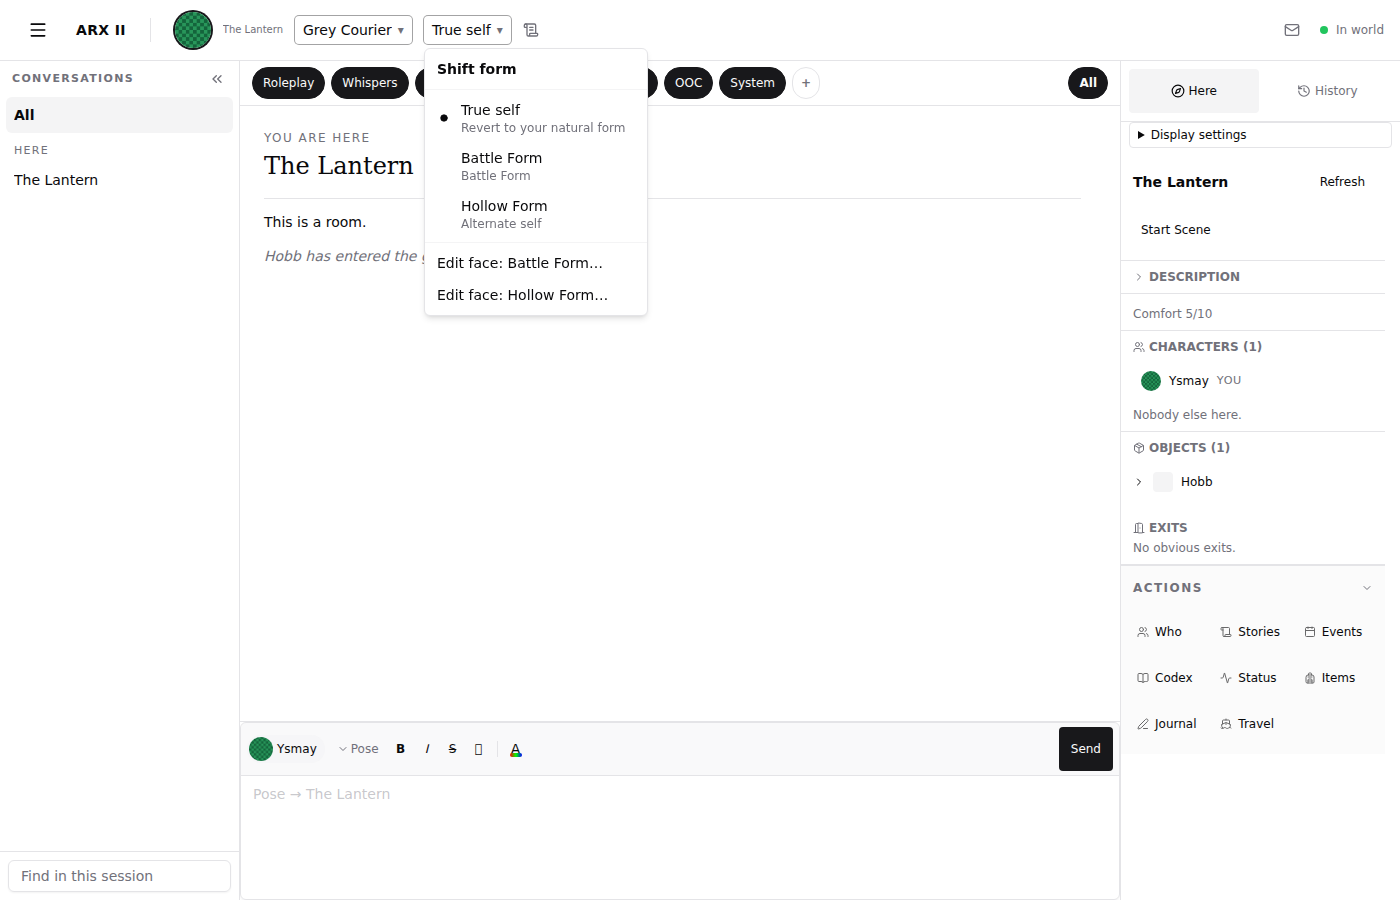 ARX II
The Lantern
Grey Courier ▾
True self ▾
In world
CONVERSATIONS
All
HERE
The Lantern
Find in this session
Roleplay
Whispers
OOC
System
+
All
Shift form
True self
Revert to your natural form
Battle Form
Battle Form
Hollow Form
Alternate self
Edit face: Battle Form…
Edit face: Hollow Form…
YOU ARE HERE
The Lantern
This is a room.
Hobb has entered the
Ysmay
Pose
B
I
S
A
Send
Pose → The Lantern
Here
History
Display settings
The Lantern
Refresh
Start Scene
DESCRIPTION
Comfort 5/10
CHARACTERS (1)
Ysmay YOU
Nobody else here.
OBJECTS (1)
Hobb
EXITS
No obvious exits.
ACTIONS
Who
Stories
Events
Codex
Status
Items
Journal
Travel